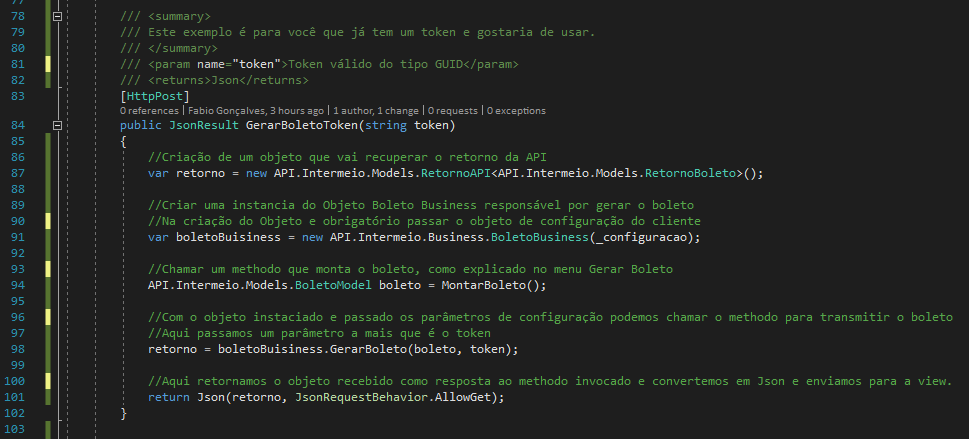 77
78 /// <summary>
79 /// Este exemplo é para você que já tem um token e gostaria de usar.
80 /// </summary>
81 /// <param name="token">Token válido do tipo GUID</param>
82 /// <returns>Json</returns>
83 [HttpPost]
0 references | Fabio Gonçalves, 3 hours ago | 1 author, 1 change | 0 requests | 0 exceptions
84 public JsonResult GerarBoletoToken(string token)
85 {
86 //Criação de um objeto que vai recuperar o retorno da API
87 var retorno = new API.Intermeio.Models.RetornoAPI<API.Intermeio.Models.RetornoBoleto>();
88
89 //Criar uma instancia do Objeto Boleto Business responsável por gerar o boleto
90 //Na criação do Objeto e obrigatório passar o objeto de configuração do cliente
91 var boletoBuisiness = new API.Intermeio.Business.BoletoBusiness(_configuracao);
92
93 //Chamar um methodo que monta o boleto, como explicado no menu Gerar Boleto
94 API.Intermeio.Models.BoletoModel boleto = MontarBoleto();
95
96 //Com o objeto instaciado e passado os parâmetros de configuração podemos chamar o methodo para transmitir o boleto
97 //Aqui passamos um parâmetro a mais que é o token
98 retorno = boletoBuisiness.GerarBoleto(boleto, token);
99
100 //Aqui retornamos o objeto recebido como resposta ao methodo invocado e convertemos em Json e enviamos para a view.
101 return Json(retorno, JsonRequestBehavior.AllowGet);
102 }
103